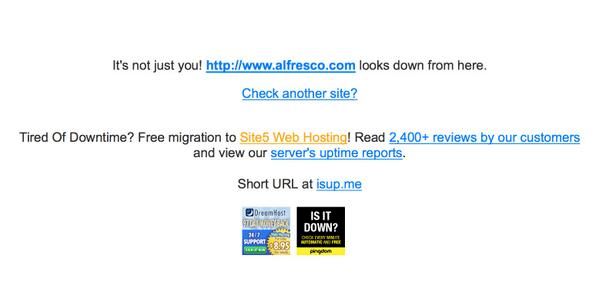 It's not just you! http://www.alfresco.com looks down from here.
Check another site?
Tired Of Downtime? Free migration to Site5 Web Hosting! Read 2,400+ reviews by our customers
and view our server's uptime reports.
Short URL at isup.me
DreamHost
24/7
SUPPORT
$8.95
IS IT
DOWN?
CHECK EVERY MINUTE
AUTOMATIC AND FREE
pingdom